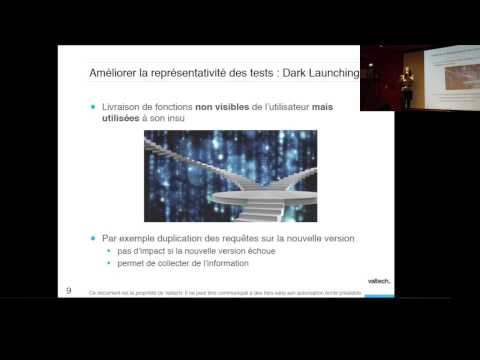 Améliorer la représentativité des tests : Dark Launching
Livraison de fonctions non visibles de l'utilisateur mais
utilisées à son insu
Par exemple duplication des requêtes sur la nouvelle version
pas d'impact si la nouvelle version échoue
permet de collecter de l'information
valtech.
9
Ce document est la propriété de Valtech. Il ne peut être communiqué à des tiers sans son autorisation écrite préalable